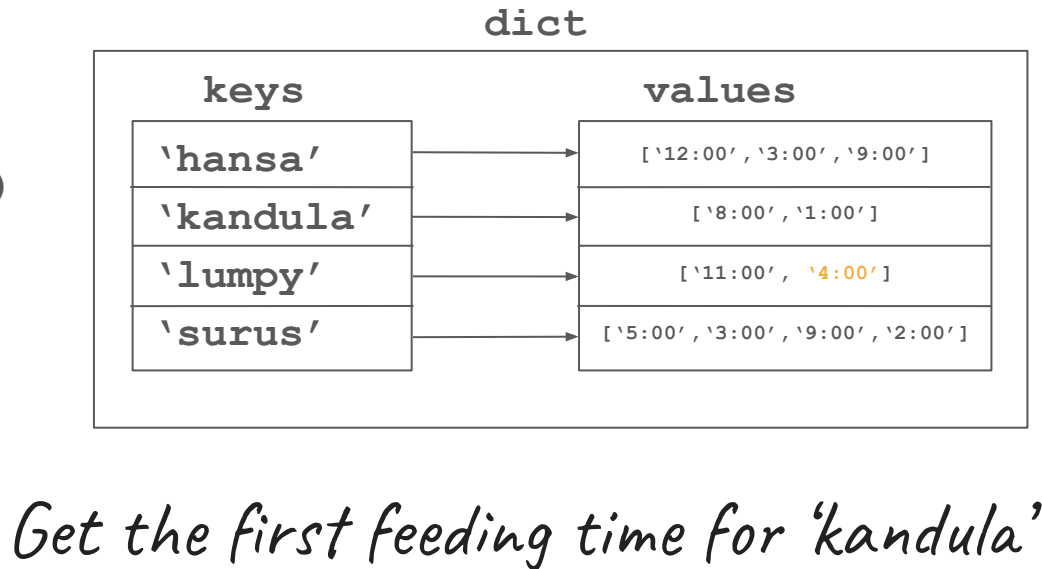 dict
keys values
‘hansa’ [‘12:00’,‘3:00’,‘9:00’]
‘kandula’ [‘8:00’,‘1:00’]
‘lumpy’ [‘11:00’, ‘4:00’]
‘surus’ [‘5:00’,‘3:00’,‘9:00’,‘2:00’]
Get the first feeding time for ‘kandula’